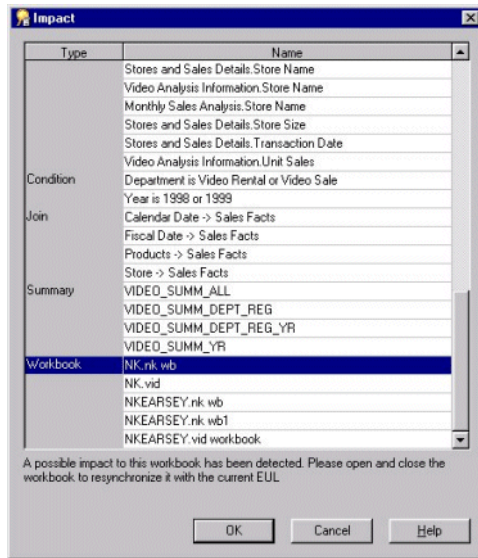 Impact
Type Name
Stores and Sales Details.Store Name
Video Analysis Information.Store Name
Monthly Sales Analysis.Store Name
Stores and Sales Details.Store Size
Stores and Sales Details.Transaction Date
Video Analysis Information.Unit Sales
Condition Department is Video Rental or Video Sale
Year is 1998 or 1999
Join Calendar Date -> Sales Facts
Fiscal Date -> Sales Facts
Products -> Sales Facts
Store -> Sales Facts
Summary VIDEO_SUMM_ALL
VIDEO_SUMM_DEPT_REG
VIDEO_SUMM_DEPT_REG_YR
VIDEO_SUMM_YR
Workbook NK.nk wb
NK.vid
NKEARSEY.nk wb
NKEARSEY.nk wb1
NKEARSEY.vid workbook
A possible impact to this workbook has been detected. Please open and close the
workbook to resynchronize it with the current EUL
OK Cancel Help